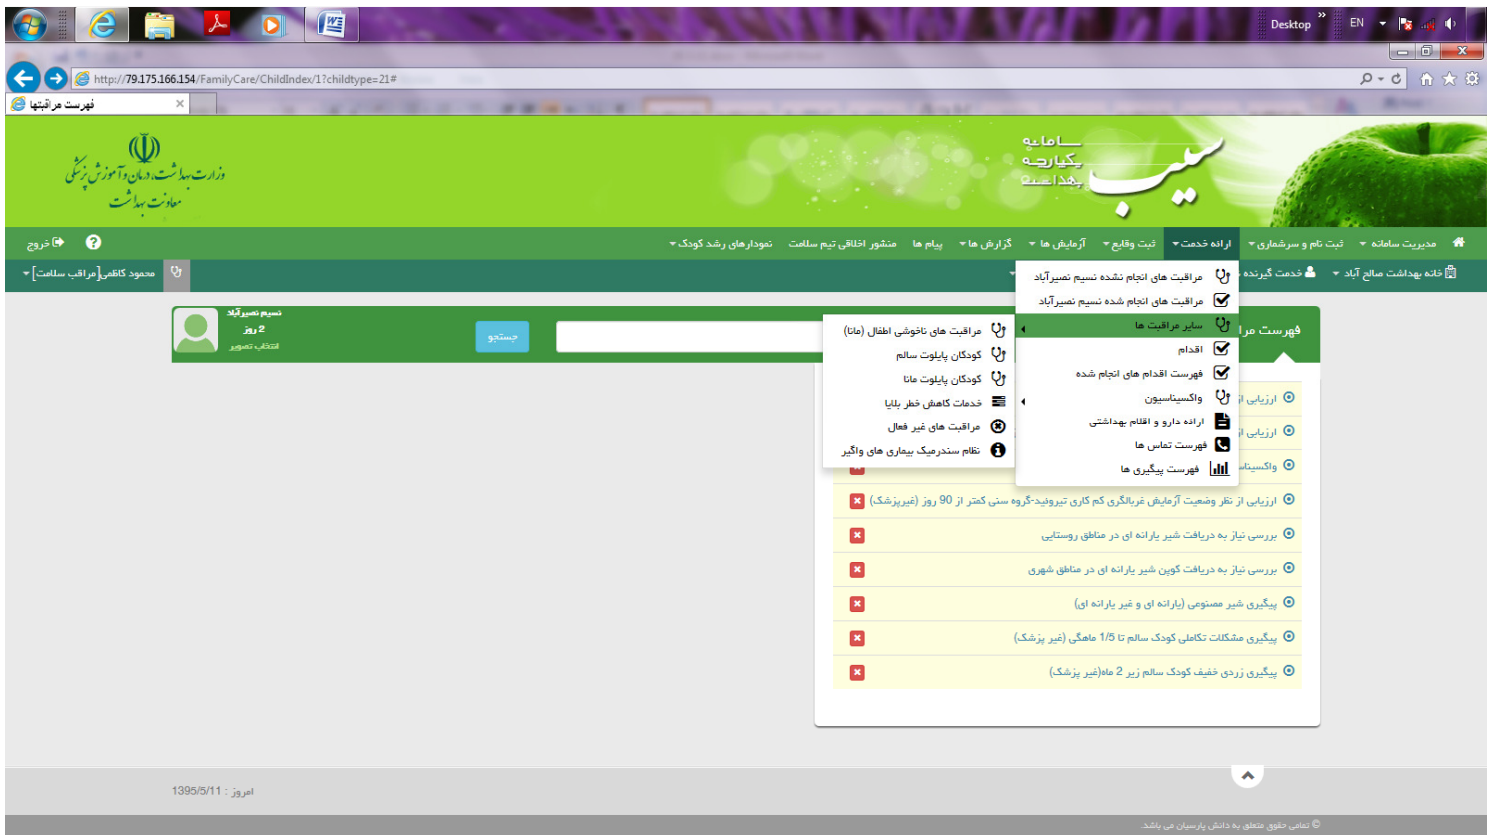 Desktop »
EN
http://79.175.166.154/FamilyCare/ChildIndex/1?childtype=21#
فهرست مراقبتها
وزارت بهداشت، درمان و آموزش پزشکی
معاونت بهداشت
سامانه
یکپارچه
بهداشت
سیب
مدیریت سامانه
ثبت نام و سرشماری
ارائه خدمت
ثبت وقایع
آزمایش ها
گزارش ها
پیام ها
منشور اخلاقی تیم سلامت
نمودارهای رشد کودک
خروج
خانه بهداشت صالح آباد
خدمت گیرنده
محمود کاظمی[مراقب سلامت]
مراقبت های انجام نشده نسیم نصیرآباد
مراقبت های انجام شده نسیم نصیرآباد
سایر مراقبت ها
اقدام
فهرست اقدام های انجام شده
واکسیناسیون
ارائه دارو و اقلام بهداشتی
فهرست تماس ها
فهرست پیگیری ها
مراقبت های ناخوشی اطفال (مانا)
کودکان پایلوت سالم
کودکان پایلوت مانا
خدمات کاهش خطر بلایا
مراقبت های غیر فعال
نظام سندرمیک بیماری های واگیر
فهرست مرا
جستجو
نسیم نصیرآباد
2 روز
انتخاب تصویر
ارزیابی از
ارزیابی از
واکسیناس
ارزیابی از نظر وضعیت آزمایش غربالگری کم کاری تیروئید-گروه سنی کمتر از 90 روز (غیرپزشک)
بررسی نیاز به دریافت شیر یارانه ای در مناطق روستایی
بررسی نیاز به دریافت کوپن شیر یارانه ای در مناطق شهری
پیگیری شیر مصنوعی (یارانه ای و غیر یارانه ای)
پیگیری مشکلات تکاملی کودک سالم تا 1/5 ماهگی (غیر پزشک)
پیگیری زردی خفیف کودک سالم زیر 2 ماه(غیر پزشک)
امروز : 1395/5/11
© تمامی حقوق متعلق به دانش پارسیان می باشد.